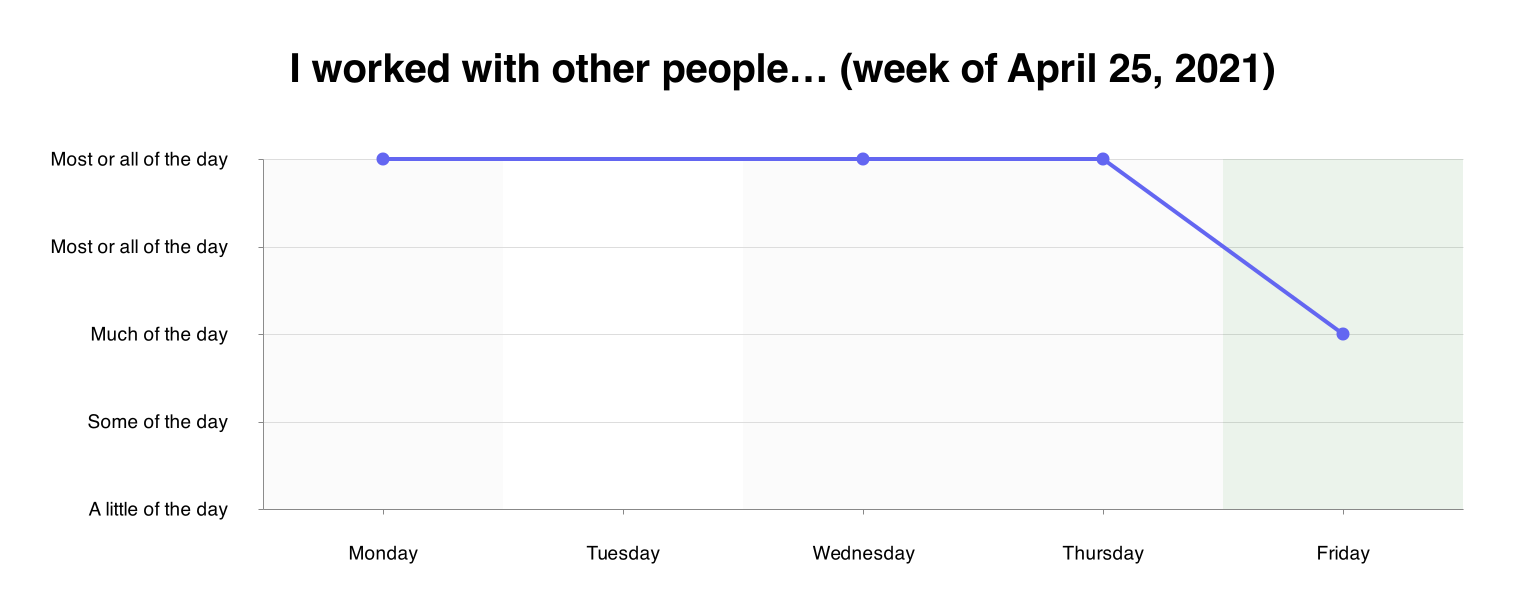 I worked with other people… (week of April 25, 2021)
Most or all of the day
Most or all of the day
Much of the day
Some of the day
A little of the day
Monday
Tuesday
Wednesday
Thursday
Friday